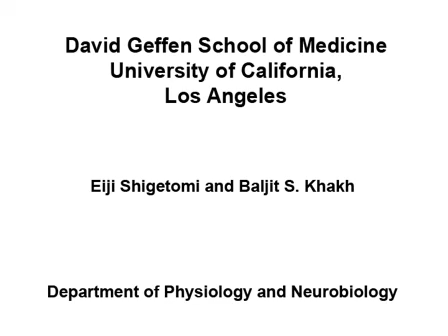 David Geffen School of Medicine
University of California,
Los Angeles
Eiji Shigetomi and Baljit S. Khakh
Department of Physiology and Neurobiology